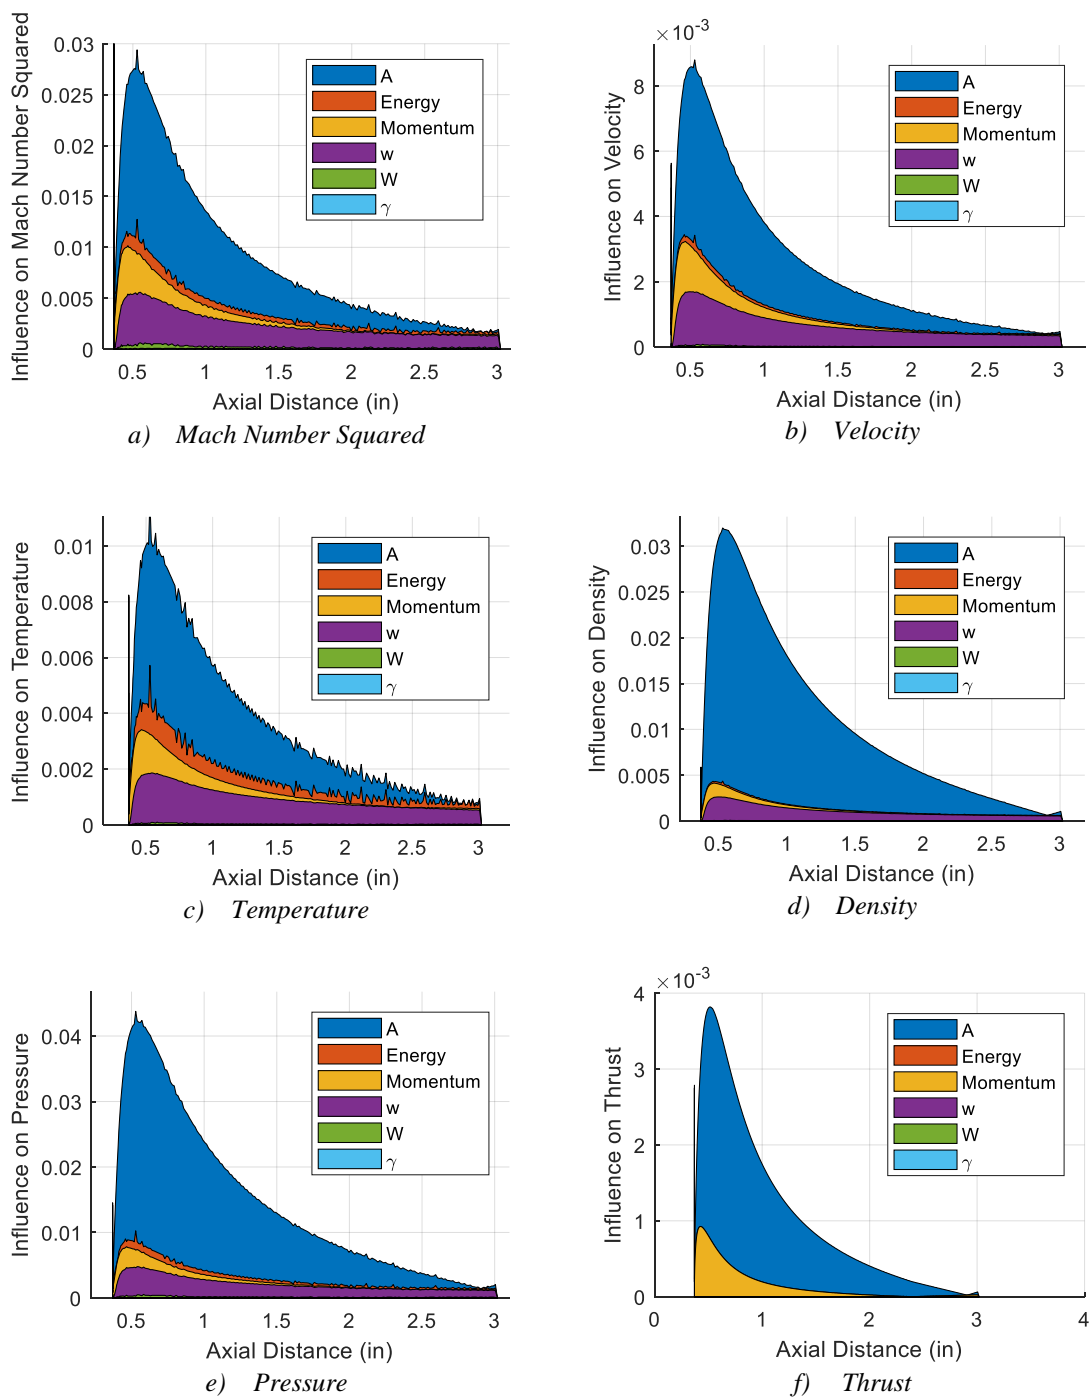 Influence on Mach Number Squared
0.03
0.025
0.02
0.015
0.01
0.005
0
A
Energy
Momentum
w
W
γ
0.5 1 1.5 2 2.5 3
Axial Distance (in)
a) Mach Number Squared
Influence on Velocity
×10⁻³
8
6
4
2
0
A
Energy
Momentum
w
W
γ
0.5 1 1.5 2 2.5 3
Axial Distance (in)
b) Velocity
Influence on Temperature
0.01
0.008
0.006
0.004
0.002
0
A
Energy
Momentum
w
W
γ
0.5 1 1.5 2 2.5 3
Axial Distance (in)
c) Temperature
Influence on Density
0.03
0.025
0.02
0.015
0.01
0.005
0
A
Energy
Momentum
w
W
γ
0.5 1 1.5 2 2.5 3
Axial Distance (in)
d) Density
Influence on Pressure
0.04
0.03
0.02
0.01
0
A
Energy
Momentum
w
W
γ
0.5 1 1.5 2 2.5 3
Axial Distance (in)
e) Pressure
Influence on Thrust
×10⁻³
4
3
2
1
0
A
Energy
Momentum
w
W
γ
0 1 2 3 4
Axial Distance (in)
f) Thrust